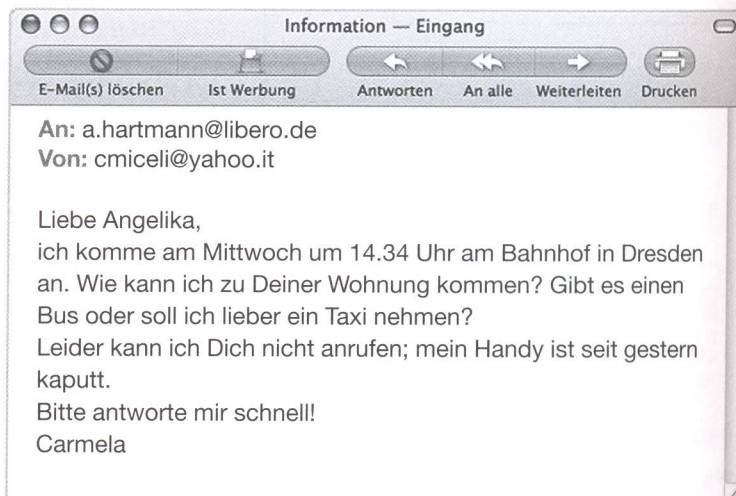 Information — Eingang
E-Mail(s) löschen Ist Werbung Antworten An alle Weiterleiten Drucken
An: a.hartmann@libero.de
Von: cmiceli@yahoo.it
Liebe Angelika,
ich komme am Mittwoch um 14.34 Uhr am Bahnhof in Dresden
an. Wie kann ich zu Deiner Wohnung kommen? Gibt es einen
Bus oder soll ich lieber ein Taxi nehmen?
Leider kann ich Dich nicht anrufen; mein Handy ist seit gestern
kaputt.
Bitte antworte mir schnell!
Carmela